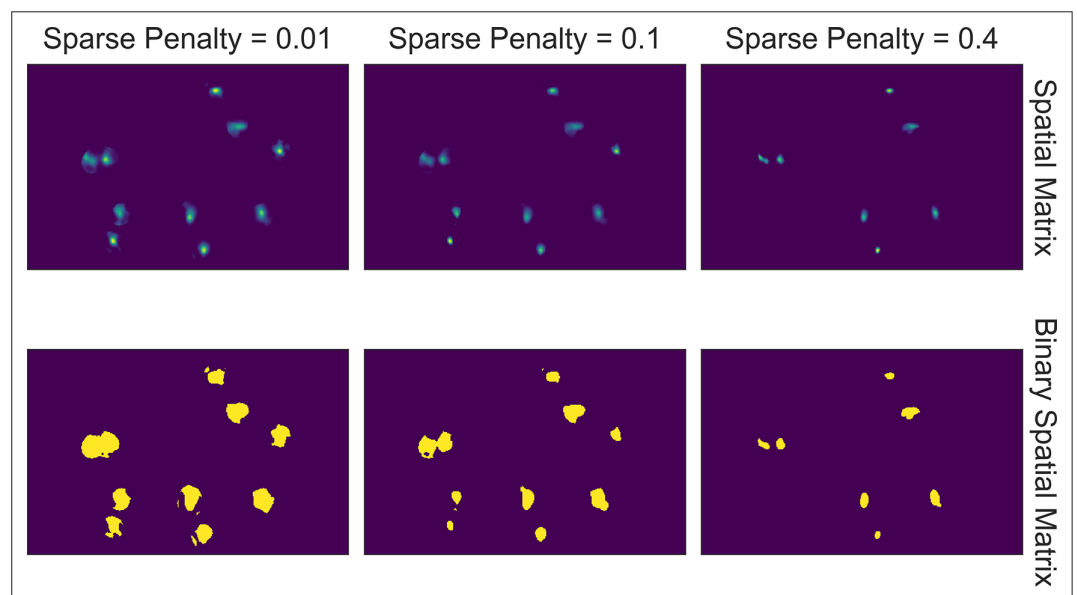 Sparse Penalty = 0.01
Sparse Penalty = 0.1
Sparse Penalty = 0.4
Spatial Matrix
Binary Spatial Matrix